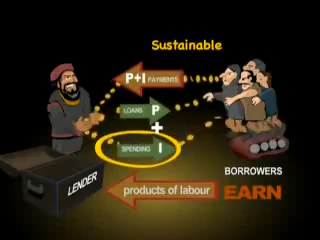 Sustainable
P+I PAYMENTS
LOANS P
+
SPENDING I
LENDER
BORROWERS
products of labour EARN